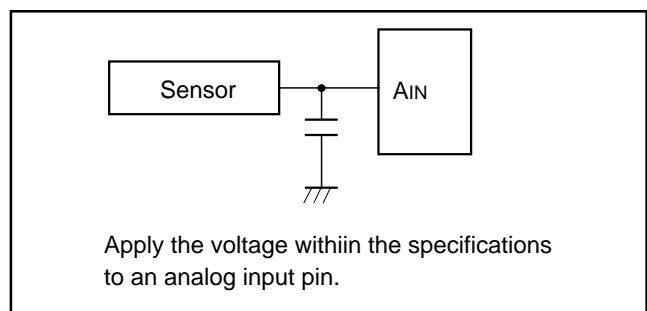 Sensor
AIN
Apply the voltage withiin the specifications
to an analog input pin.